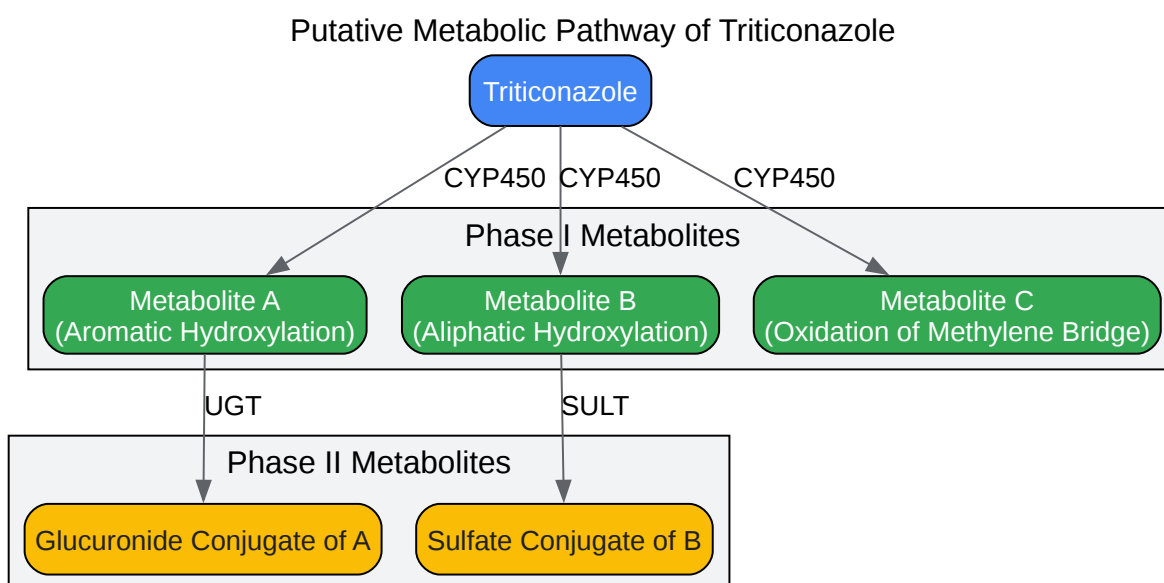 Putative Metabolic Pathway of Triticonazole
Triticonazole
CYP450
CYP450
CYP450
Phase I Metabolites
Metabolite A
(Aromatic Hydroxylation)
Metabolite B
(Aliphatic Hydroxylation)
Metabolite C
(Oxidation of Methylene Bridge)
UGT
SULT
Phase II Metabolites
Glucuronide Conjugate of A
Sulfate Conjugate of B